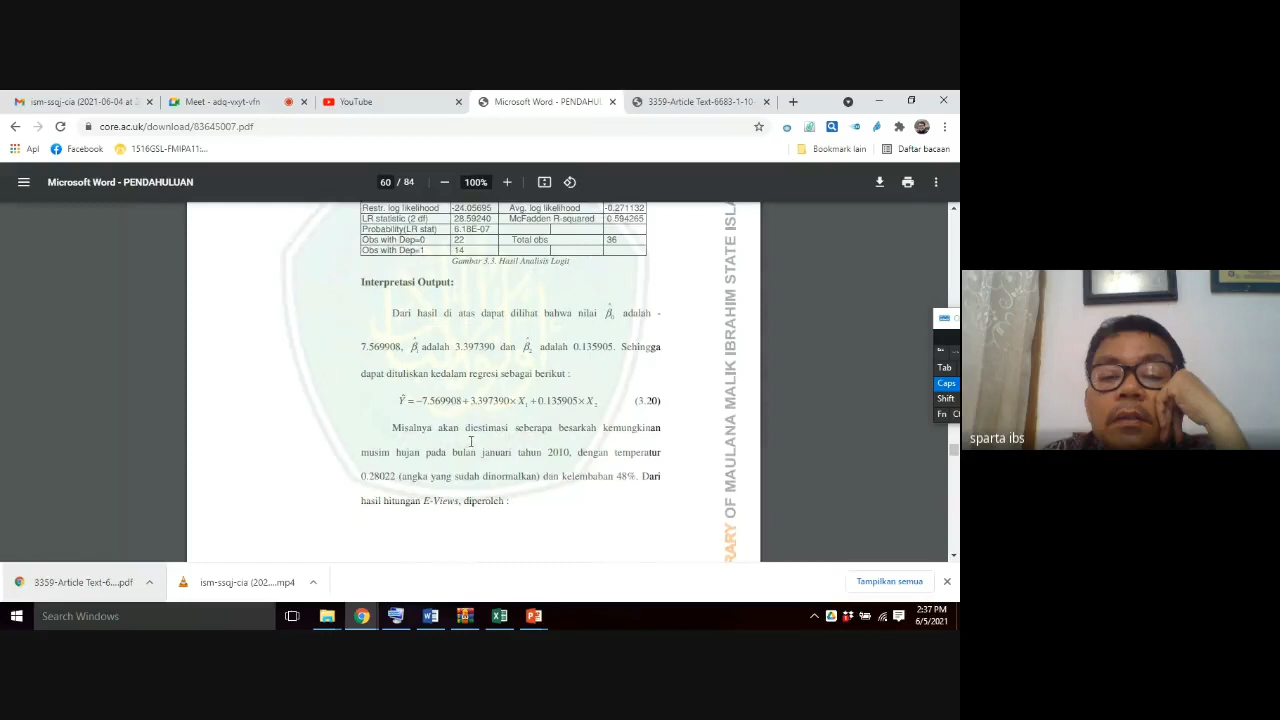 ism-ssqj-cia (2021-06-04 at 2
Meet - adq-vxyt-vfn
YouTube
Microsoft Word - PENDAHUL
3359-Article Text-6683-1-10-
core.ac.uk/download/83645007.pdf
Apl
Facebook
1516GSL-FMIPA11:...
Bookmark lain
Daftar bacaan
Microsoft Word - PENDAHULUAN
60 / 84
100%
Restr. log likelihood -24.05695 Avg. log likelihood -0.271132
LR statistic (2 df) 28.59240 McFadden R-squared 0.594265
Probability(LR stat) 6.18E-07
Obs with Dep=0 22 Total obs 36
Obs with Dep=1 14
Gambar 3.3. Hasil Analisis Logit
Interpretasi Output:
Dari hasil di atas dapat dilihat bahwa nilai β̂0 adalah -
7.569908, β̂1 adalah 3.397390 dan β̂2 adalah 0.135905. Sehingga
dapat dituliskan kedalam regresi sebagai berikut :
Ŷ = −7.569908 + 3.397390 × X1 + 0.135905 × X2 (3.20)
Misalnya akan diestimasi seberapa besarkah kemungkinan
musim hujan pada bulan januari tahun 2010, dengan temperatur
0.28022 (angka yang sudah dinormalkan) dan kelembaban 48%. Dari
hasil hitungan E-Views, diperoleh :
RARY OF MAULANA MALIK IBRAHIM STATE ISLA
Tab
Caps
Shift
Fn
sparta ibs
3359-Article Text-6....pdf
ism-ssqj-cia (202....mp4
Tampilkan semua
Search Windows
2:37 PM
6/5/2021